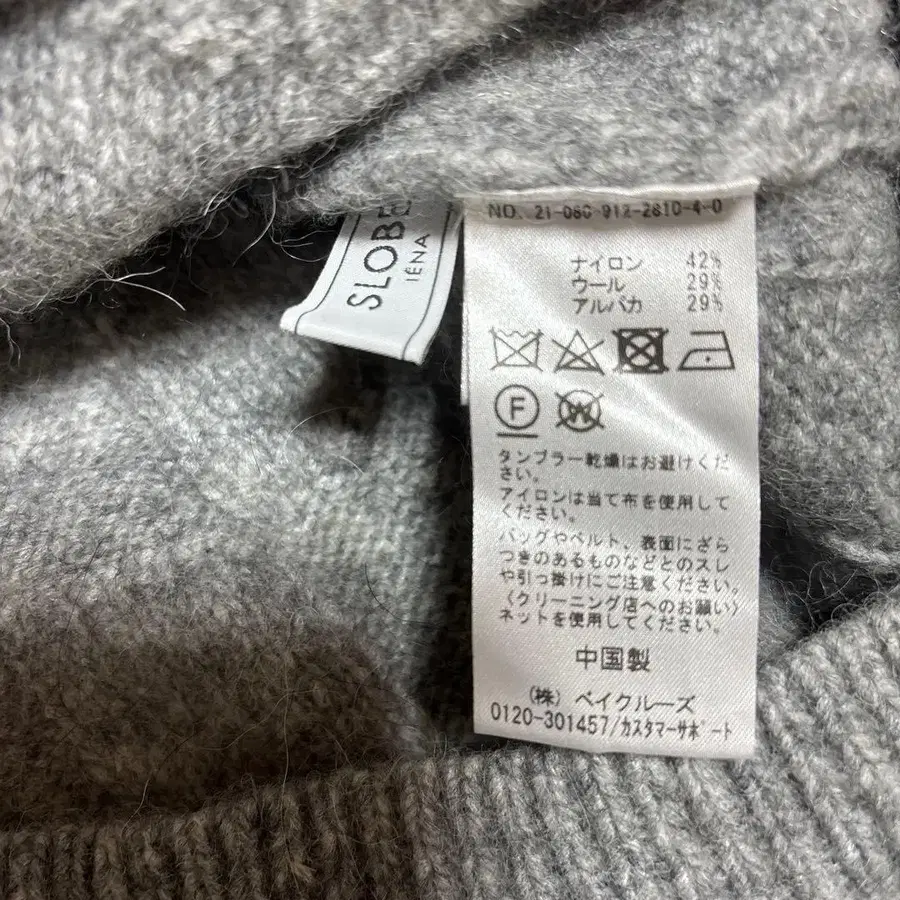 SLOBE
IÉNA
NO. 21-080-912-2810-4-0
ナイロン 42%
ウール 29%
アルパカ 29%
F
W
タンブラー乾燥はお避けくだ
さい。
アイロンは当て布を使用して
ください。
バッグやベルト、表面にざら
つきのあるものなどとのスレ
や引っ掛けにご注意ください。
〈クリーニング店へのお願い〉
ネットを使用してください。
中国製
(株) ベイクルーズ
0120-301457/カスタマーサポート